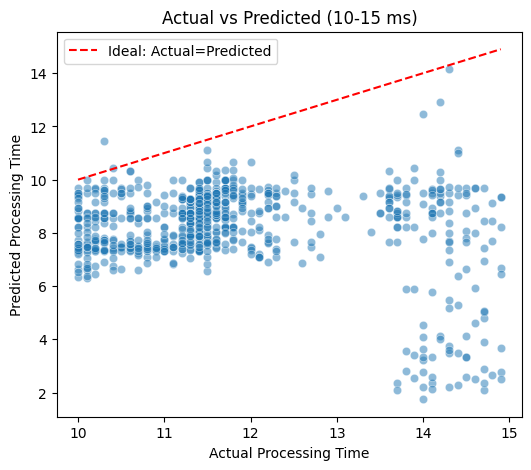 Actual vs Predicted (10-15 ms)
Ideal: Actual=Predicted
14
12
10
8
6
4
2
Predicted Processing Time
10 11 12 13 14 15
Actual Processing Time